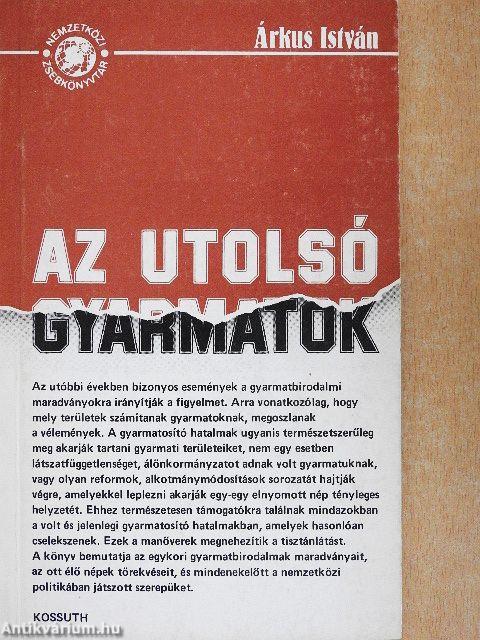 NEMZETKÖZI
ZSEBKÖNYVTÁR
Árkus István
AZ UTOLSÓ
GYARMATOK
Az utóbbi években bizonyos események a gyarmatbirodalmi
maradványokra irányítják a figyelmet. Arra vonatkozólag, hogy
mely területek számítanak gyarmatoknak, megoszlanak
a vélemények. A gyarmatosító hatalmak ugyanis természetszerűleg
meg akarják tartani gyarmati területeiket, nem egy esetben
látszatfüggetlenséget, álönkormányzatot adnak volt gyarmatuknak,
vagy olyan reformok, alkotmánymódosítások sorozatát hajtják
végre, amelyekkel leplezni akarják egy-egy elnyomott nép tényleges
helyzetét. Ehhez természetesen támogatókra találnak mindazokban
a volt és jelenlegi gyarmatosító hatalmakban, amelyek hasonlóan
cselekszenek. Ezek a manőverek megnehezítik a tisztánlátást.
A könyv bemutatja az egykori gyarmatbirodalmak maradványait,
az ott élő népek törekvéseit, és mindenekelőtt a nemzetközi
politikában játszott szerepüket.
KOSSUTH
Antikvárium.hu